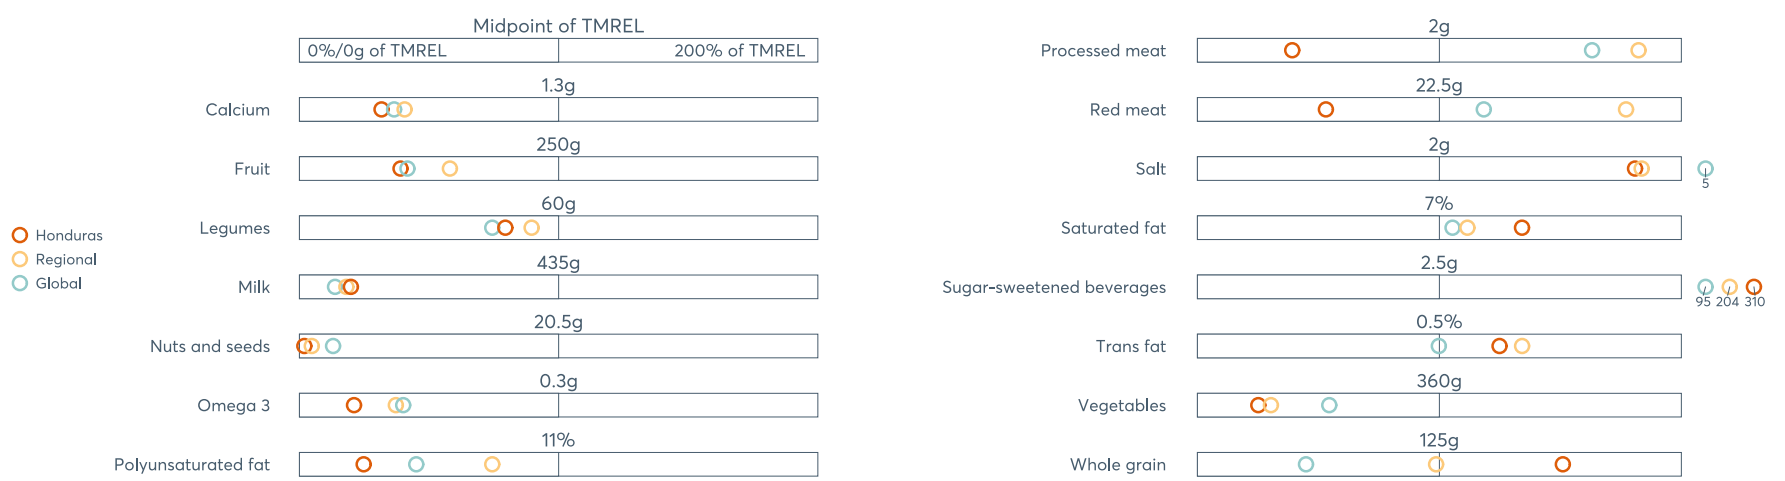 Midpoint of TMREL
0%/0g of TMREL
200% of TMREL
1.3g
Calcium
250g
Fruit
60g
Legumes
435g
Milk
20.5g
Nuts and seeds
0.3g
Omega 3
11%
Polyunsaturated fat
Honduras
Regional
Global
2g
Processed meat
22.5g
Red meat
2g
Salt
5
7%
Saturated fat
2.5g
Sugar-sweetened beverages
95 204 310
0.5%
Trans fat
360g
Vegetables
125g
Whole grain